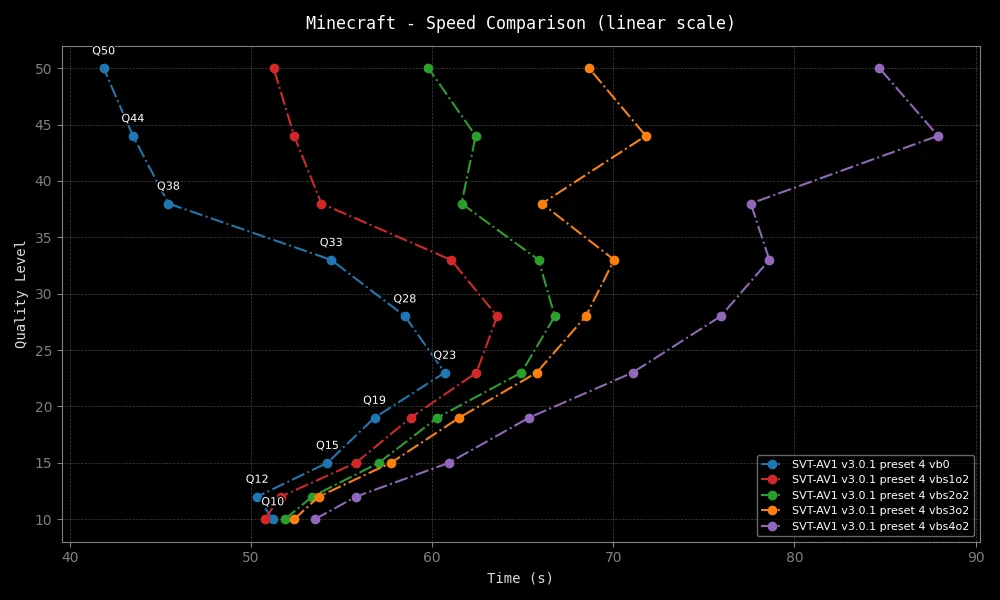 Minecraft - Speed Comparison (linear scale)
Q50
50
45
Q44
40
Q38
35
Q33
30
Q28
25
Q23
20
Q19
15
Q15
Q12
Q10
10
Quality Level
SVT-AV1 v3.0.1 preset 4 vb0
SVT-AV1 v3.0.1 preset 4 vbs1o2
SVT-AV1 v3.0.1 preset 4 vbs2o2
SVT-AV1 v3.0.1 preset 4 vbs3o2
SVT-AV1 v3.0.1 preset 4 vbs4o2
40 50 60 70 80 90
Time (s)